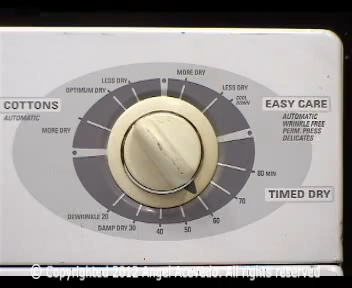 LESS DRY
OPTIMUM DRY
MORE DRY
LESS DRY
COOL
DOWN
COTTONS
AUTOMATIC
MORE DRY
EASY CARE
AUTOMATIC
WRINKLE FREE
PERM. PRESS
DELICATES
80 MIN
TIMED DRY
70
60
50
40
DEWRINKLE 20
DAMP DRY 30
© Copyrighted 2012 Angel Acevedo. All rights reserved